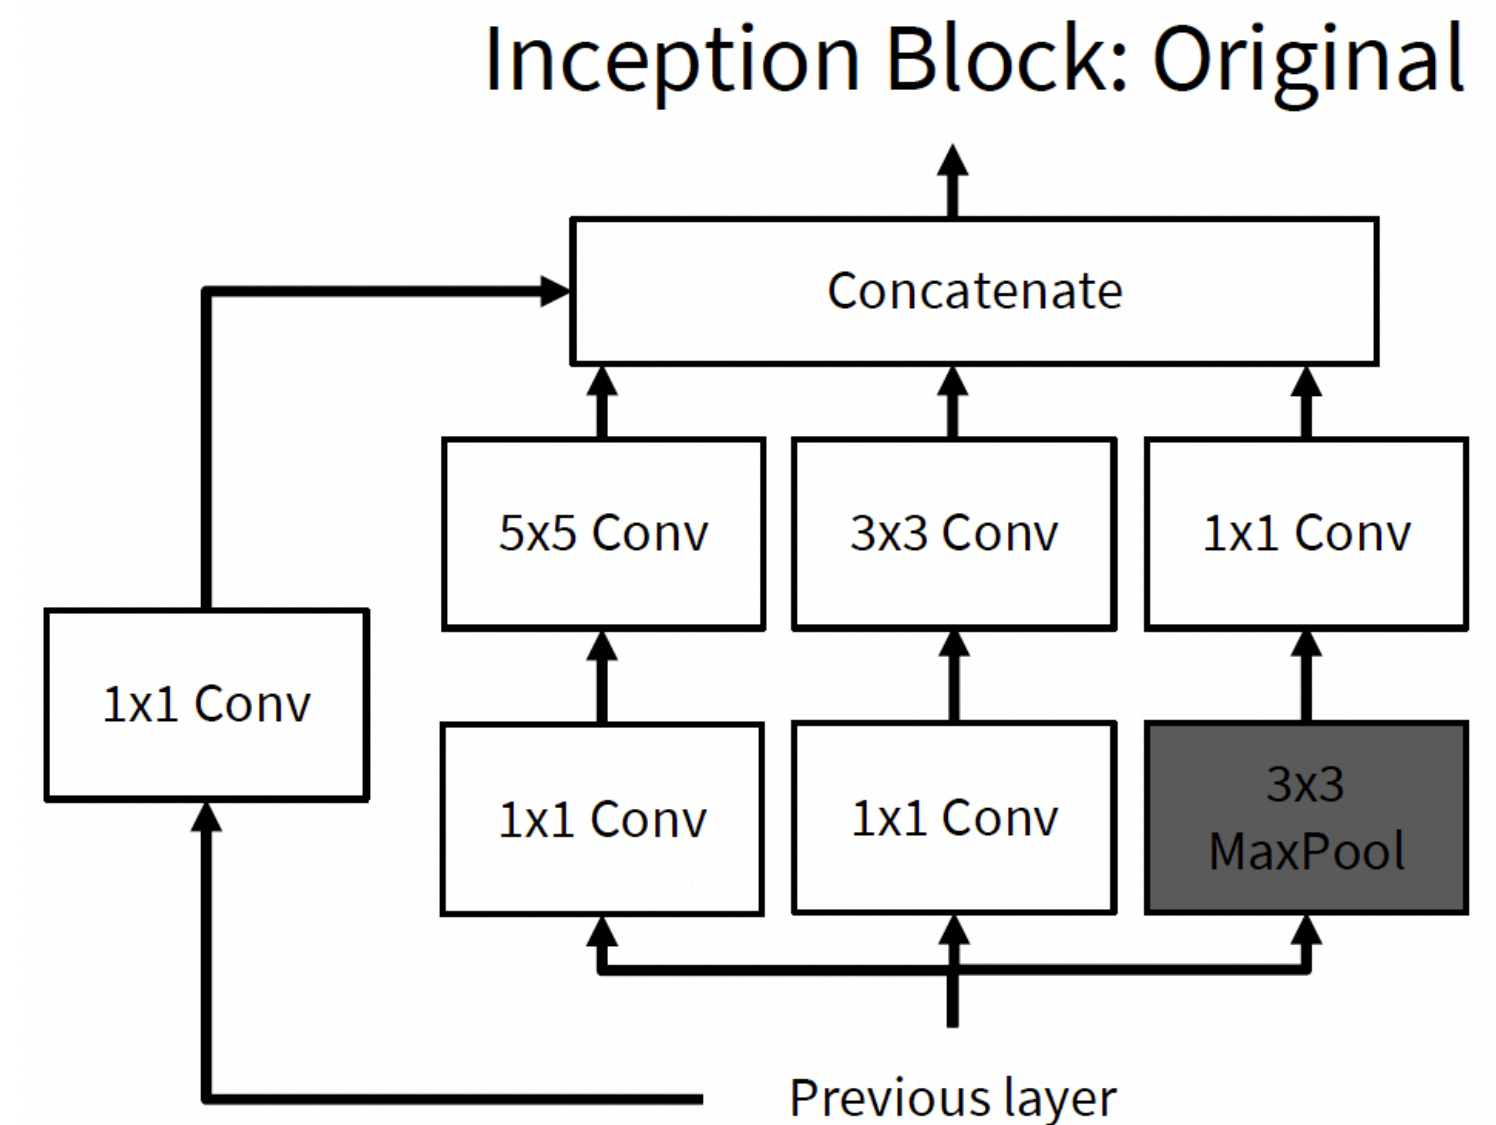 Inception Block: Original
Concatenate
5x5 Conv
3x3 Conv
1x1 Conv
1x1 Conv
1x1 Conv
1x1 Conv
3x3
MaxPool
Previous layer